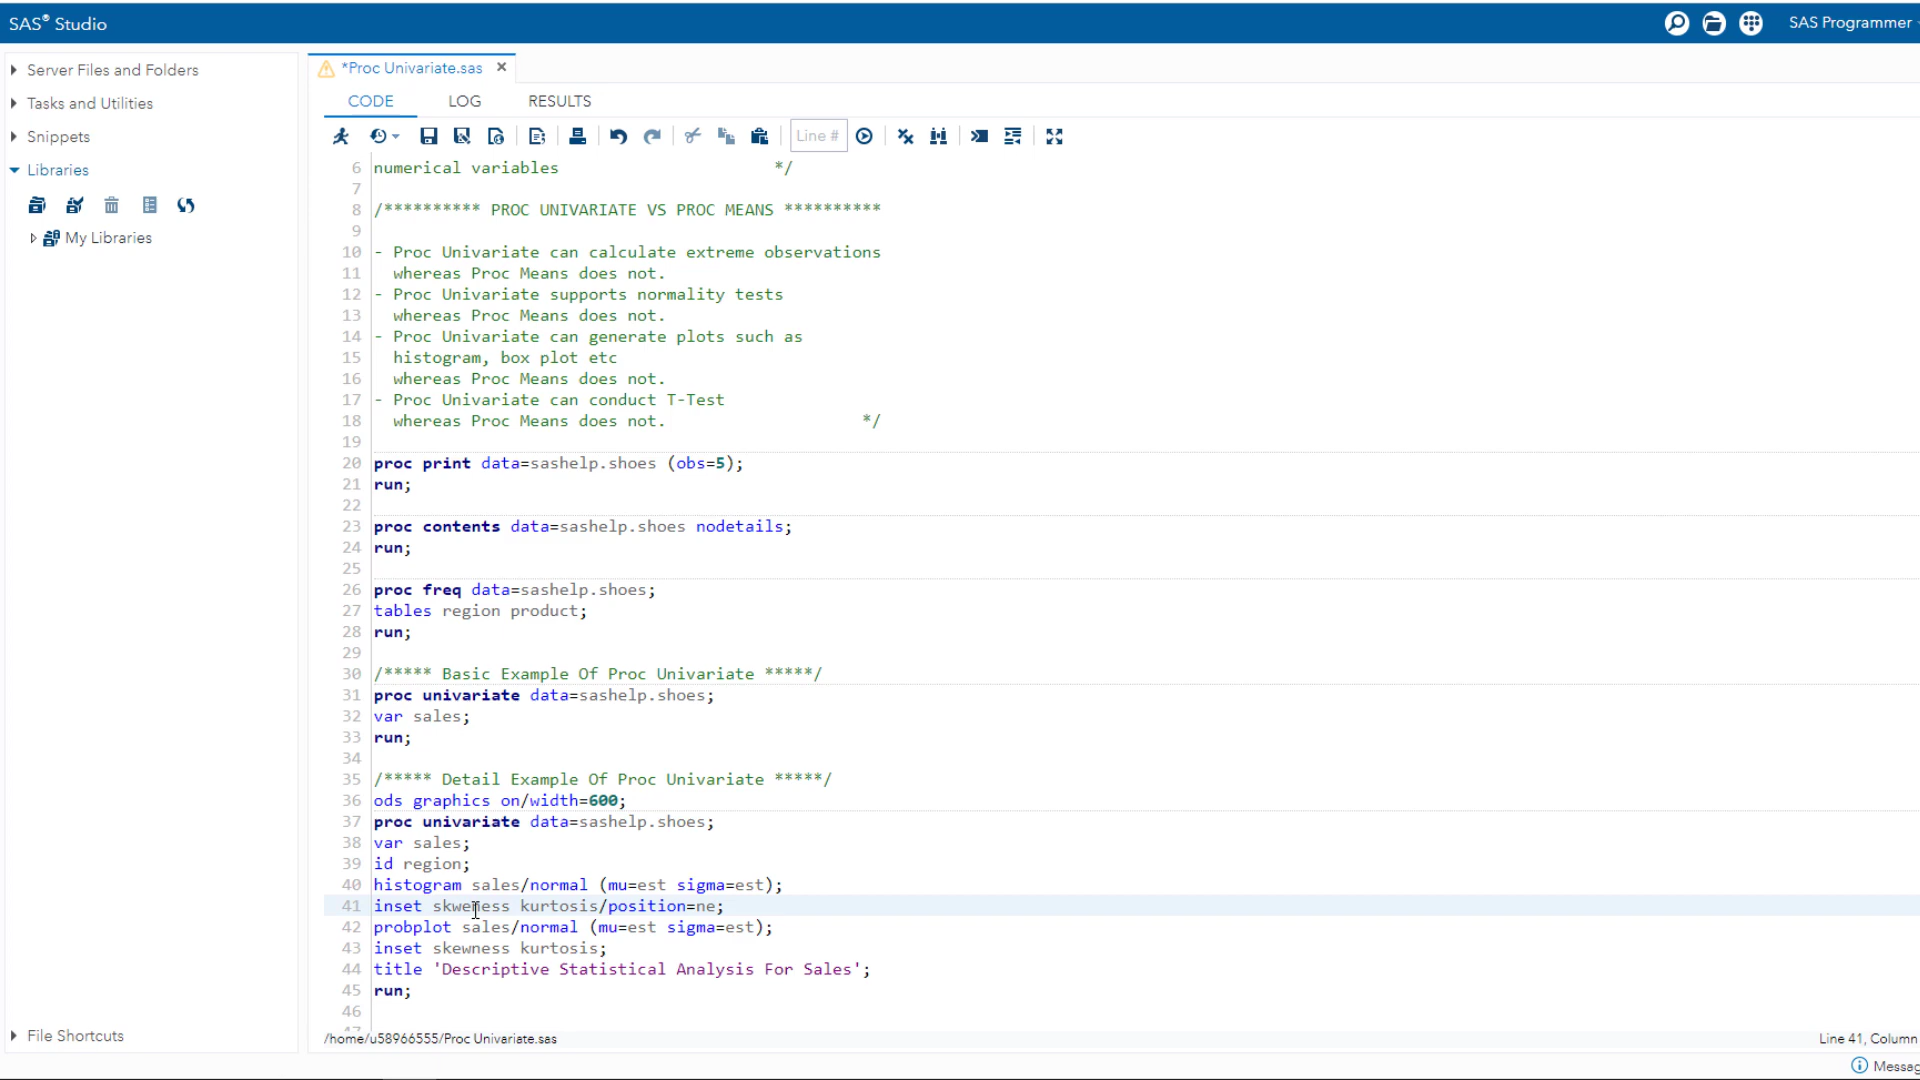 SAS® Studio
SAS Programmer
Server Files and Folders
Tasks and Utilities
Snippets
Libraries
My Libraries
File Shortcuts
*Proc Univariate.sas
CODE LOG RESULTS
Line #
6 numerical variables */
7
8 /********** PROC UNIVARIATE VS PROC MEANS **********
9
10 - Proc Univariate can calculate extreme observations
11 whereas Proc Means does not.
12 - Proc Univariate supports normality tests
13 whereas Proc Means does not.
14 - Proc Univariate can generate plots such as
15 histogram, box plot etc
16 whereas Proc Means does not.
17 - Proc Univariate can conduct T-Test
18 whereas Proc Means does not. */
19
20 proc print data=sashelp.shoes (obs=5);
21 run;
22
23 proc contents data=sashelp.shoes nodetails;
24 run;
25
26 proc freq data=sashelp.shoes;
27 tables region product;
28 run;
29
30 /***** Basic Example Of Proc Univariate *****/
31 proc univariate data=sashelp.shoes;
32 var sales;
33 run;
34
35 /***** Detail Example Of Proc Univariate *****/
36 ods graphics on/width=600;
37 proc univariate data=sashelp.shoes;
38 var sales;
39 id region;
40 histogram sales/normal (mu=est sigma=est);
41 inset skweness kurtosis/position=ne;
42 probplot sales/normal (mu=est sigma=est);
43 inset skewness kurtosis;
44 title 'Descriptive Statistical Analysis For Sales';
45 run;
46
/home/u58966555/Proc Univariate.sas
Line 41, Column
Messag